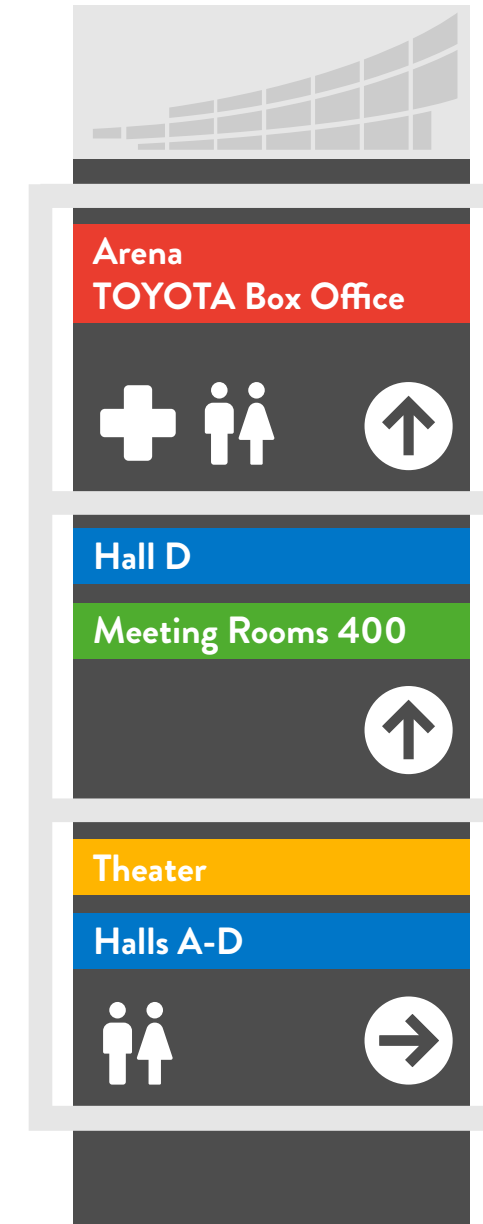 Arena
TOYOTA Box Office
Hall D
Meeting Rooms 400
Theater
Halls A-D